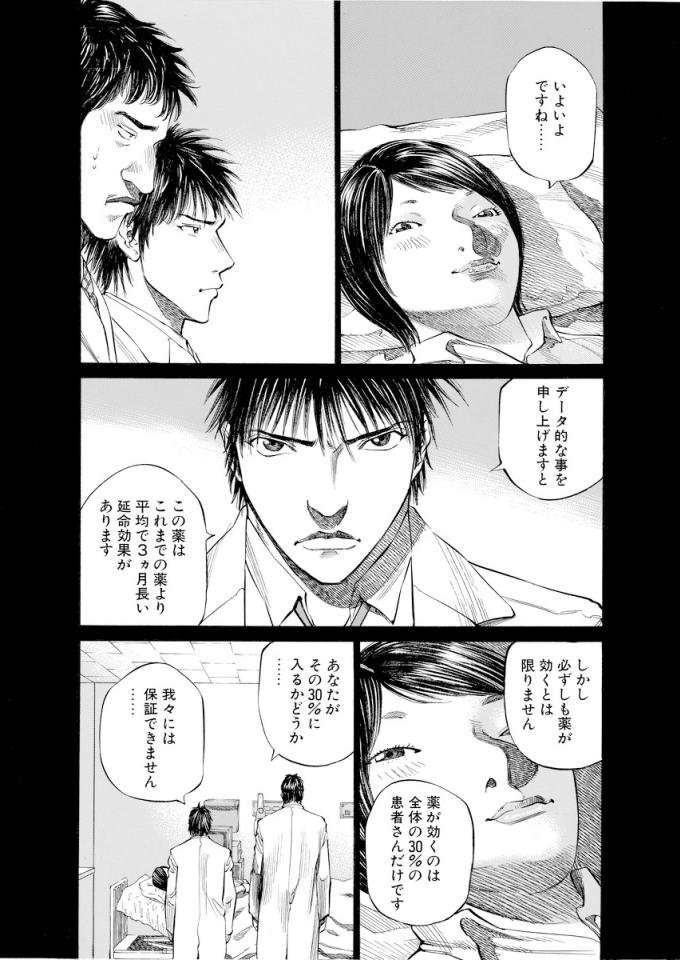 いよいよ
ですね……
データ的な事を
申し上げますと
この薬は
これまでの薬より
平均で3ヵ月長い
延命効果が
あります
しかし
必ずしも薬が
効くとは
限りません
薬が効くのは
全体の30%の
患者さんだけです
あなたが
その30%に
入るかどうか
……
我々には
保証できません
……